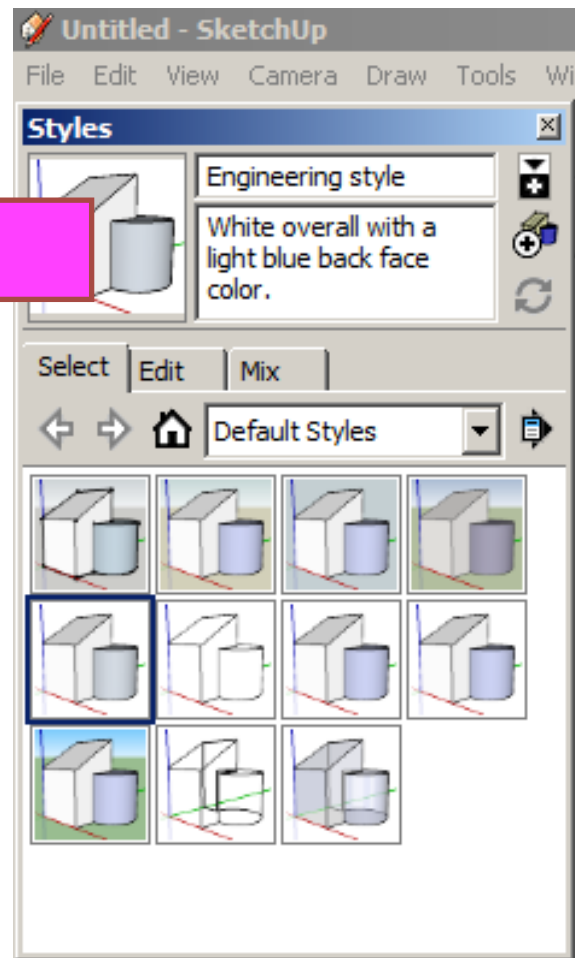 Untitled - SketchUp
File Edit View Camera Draw Tools Wi
Styles
Engineering style
White overall with a
light blue back face
color.
Select Edit Mix
Default Styles